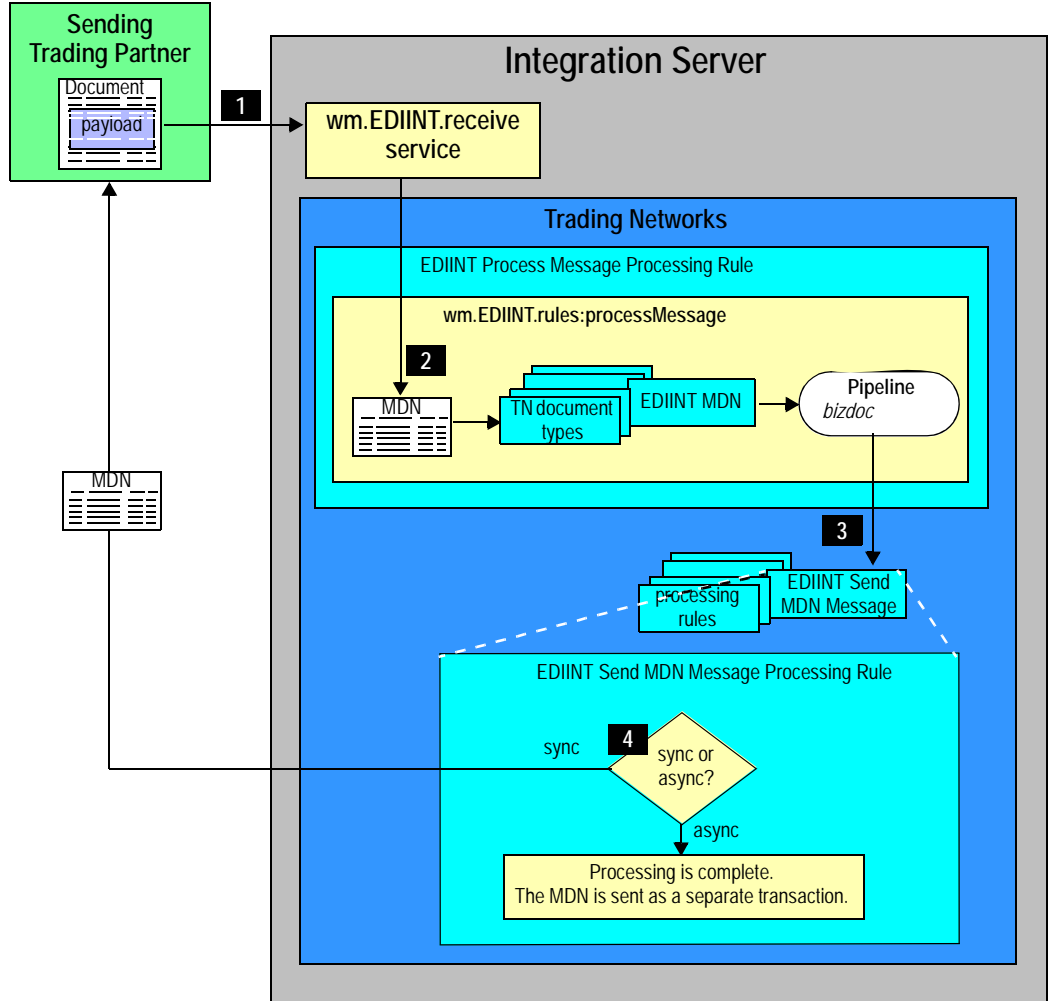 Sending
Trading Partner
Document
payload
1
Integration Server
wm.EDIINT.receive
service
Trading Networks
EDIINT Process Message Processing Rule
wm.EDIINT.rules:processMessage
2
MDN
TN document
types
EDIINT MDN
Pipeline
bizdoc
MDN
3
processing
rules
EDIINT Send
MDN Message
EDIINT Send MDN Message Processing Rule
sync
4
sync or
async?
async
Processing is complete.
The MDN is sent as a separate transaction.